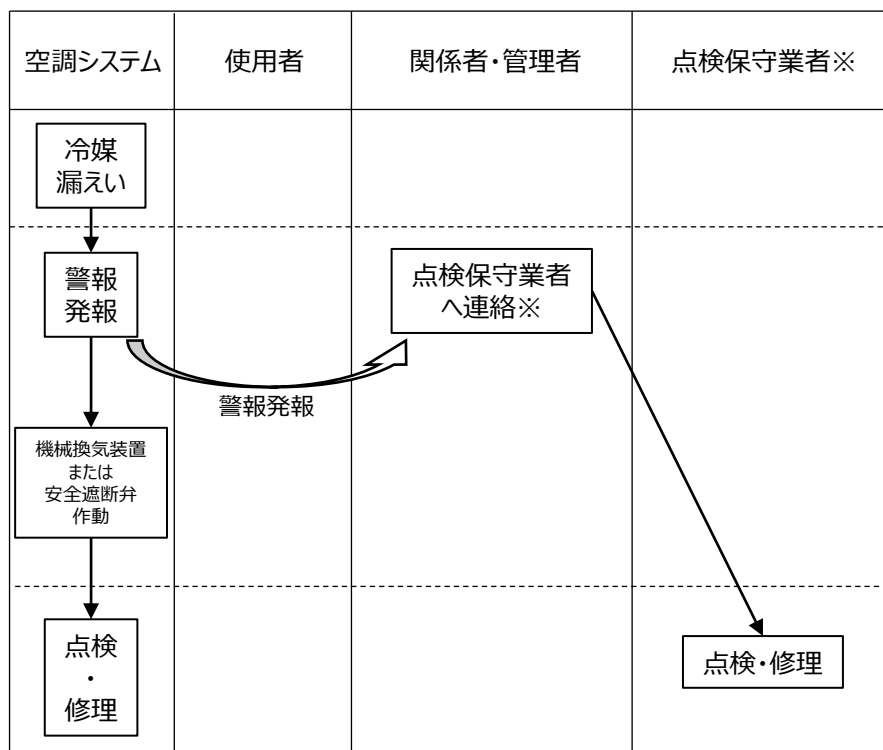 空調システム
使用者
関係者・管理者
点検保守業者※
冷媒
漏えい
警報
発報
点検保守業者
へ連絡※
警報発報
機械換気装置
または
安全遮断弁
作動
点検
・
修理
点検・修理